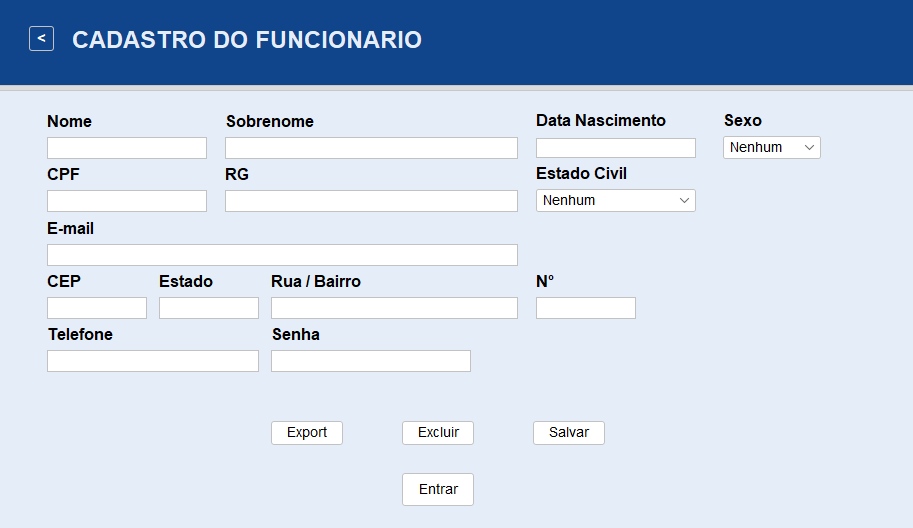 < CADASTRO DO FUNCIONARIO
Nome Sobrenome Data Nascimento Sexo
Nenhum
CPF RG Estado Civil
Nenhum
E-mail
CEP Estado Rua / Bairro N°
Telefone Senha
Export Excluir Salvar
Entrar